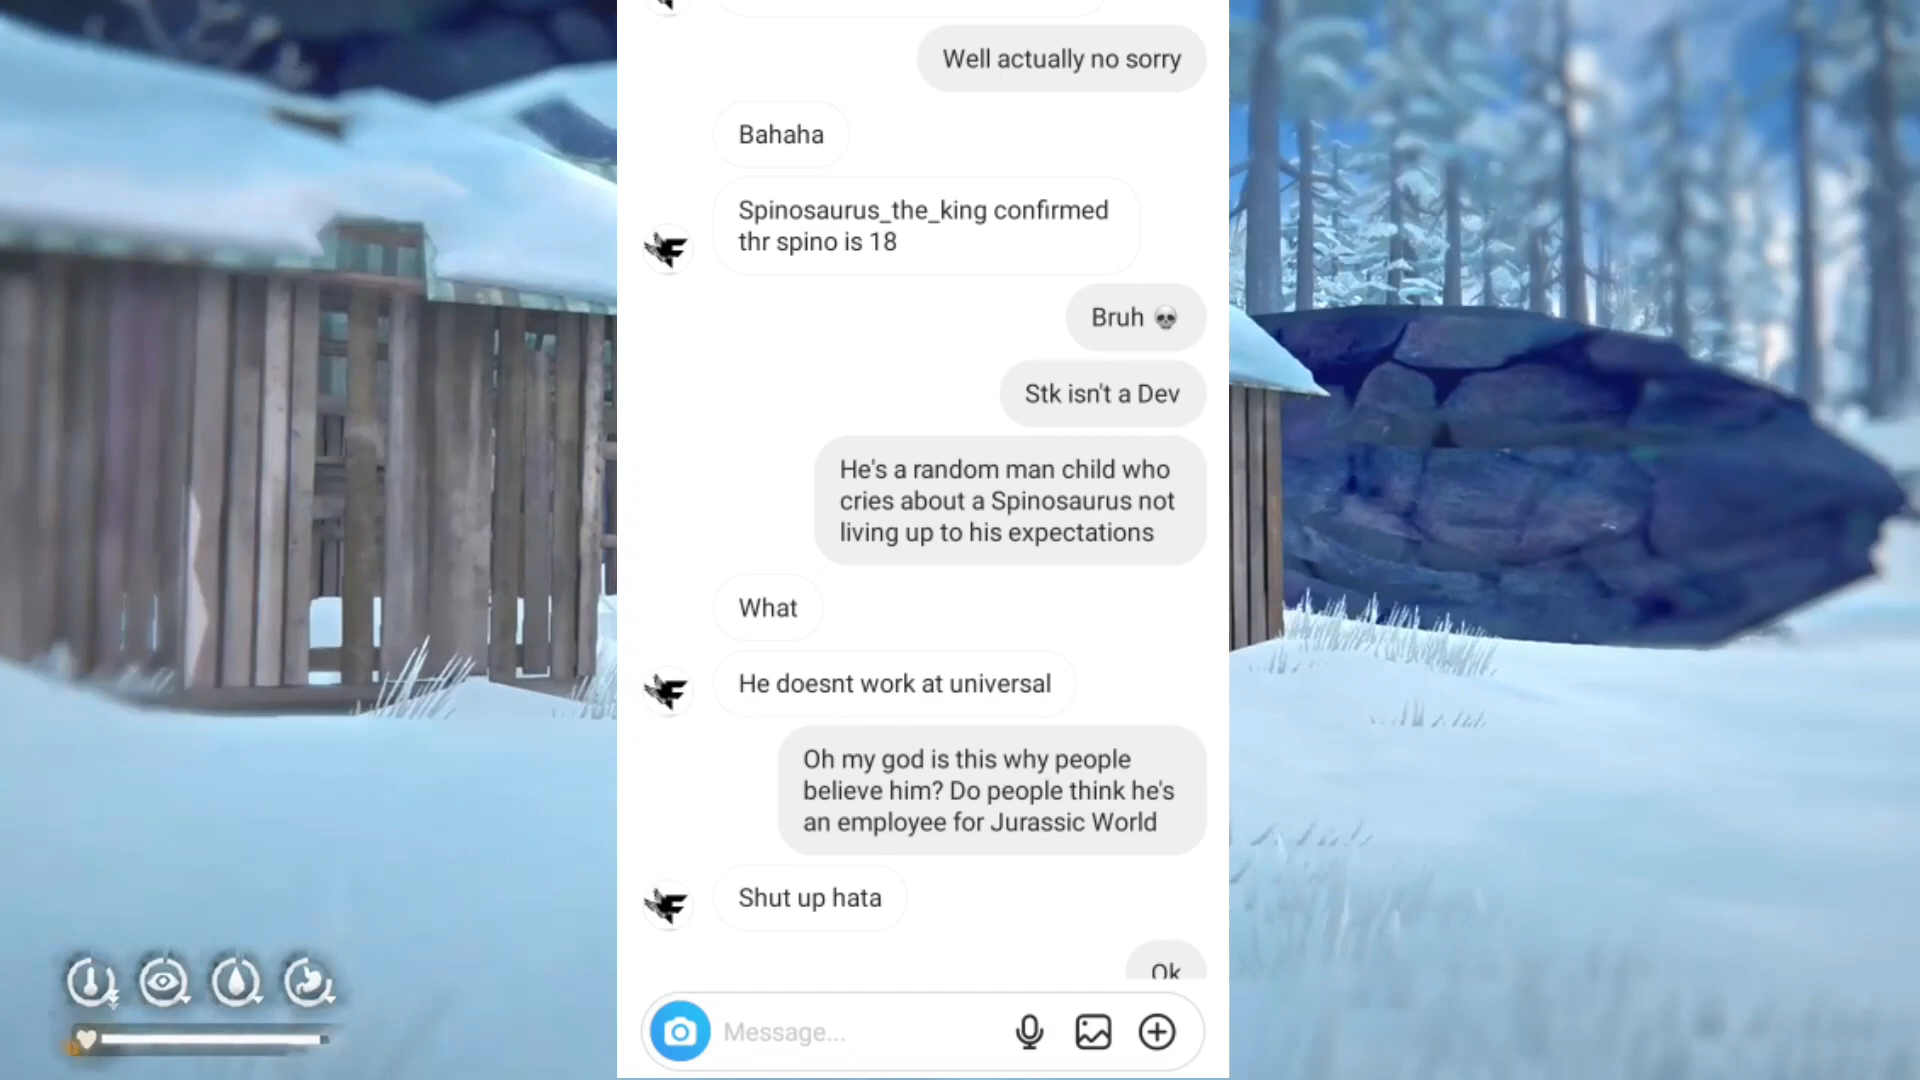 Well actually no sorry
Bahaha
Spinosaurus_the_king confirmed
thr spino is 18
Bruh 💀
Stk isn't a Dev
He's a random man child who
cries about a Spinosaurus not
living up to his expectations
What
He doesnt work at universal
Oh my god is this why people
believe him? Do people think he's
an employee for Jurassic World
Shut up hata
Ok
Message...